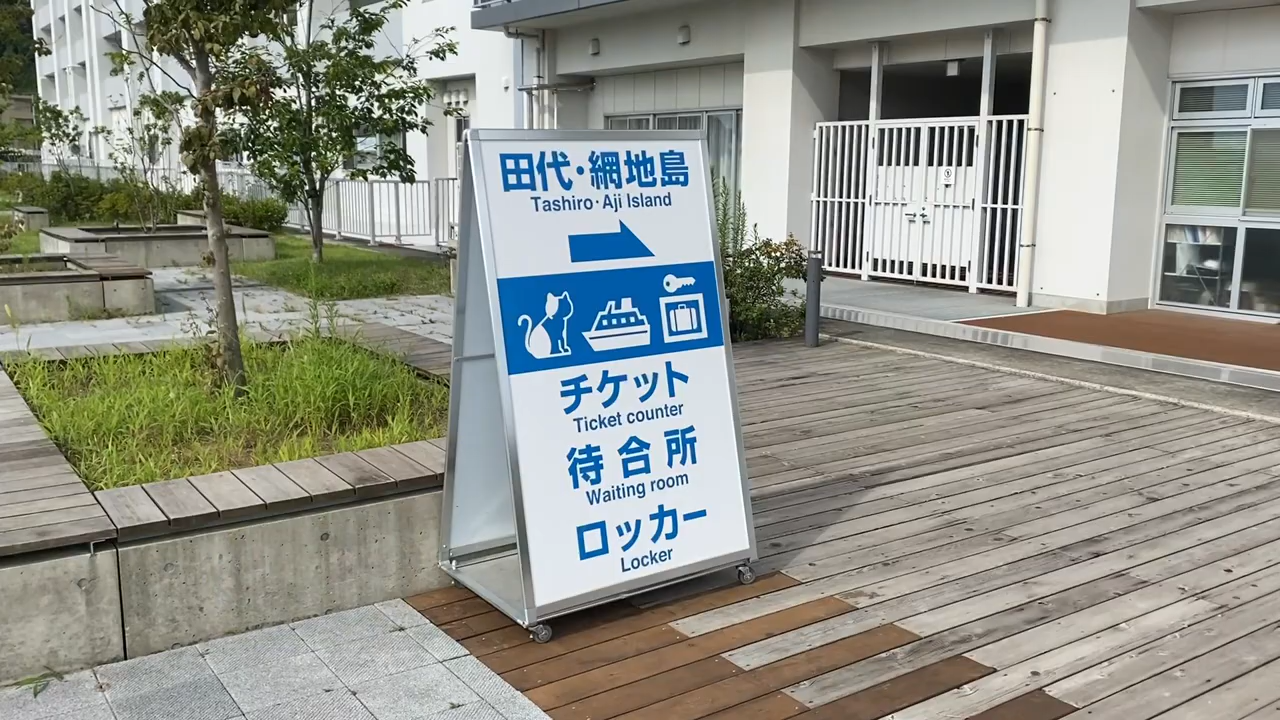 田代・網地島
Tashiro・Aji Island
チケット
Ticket counter
待合所
Waiting room
ロッカー
Locker